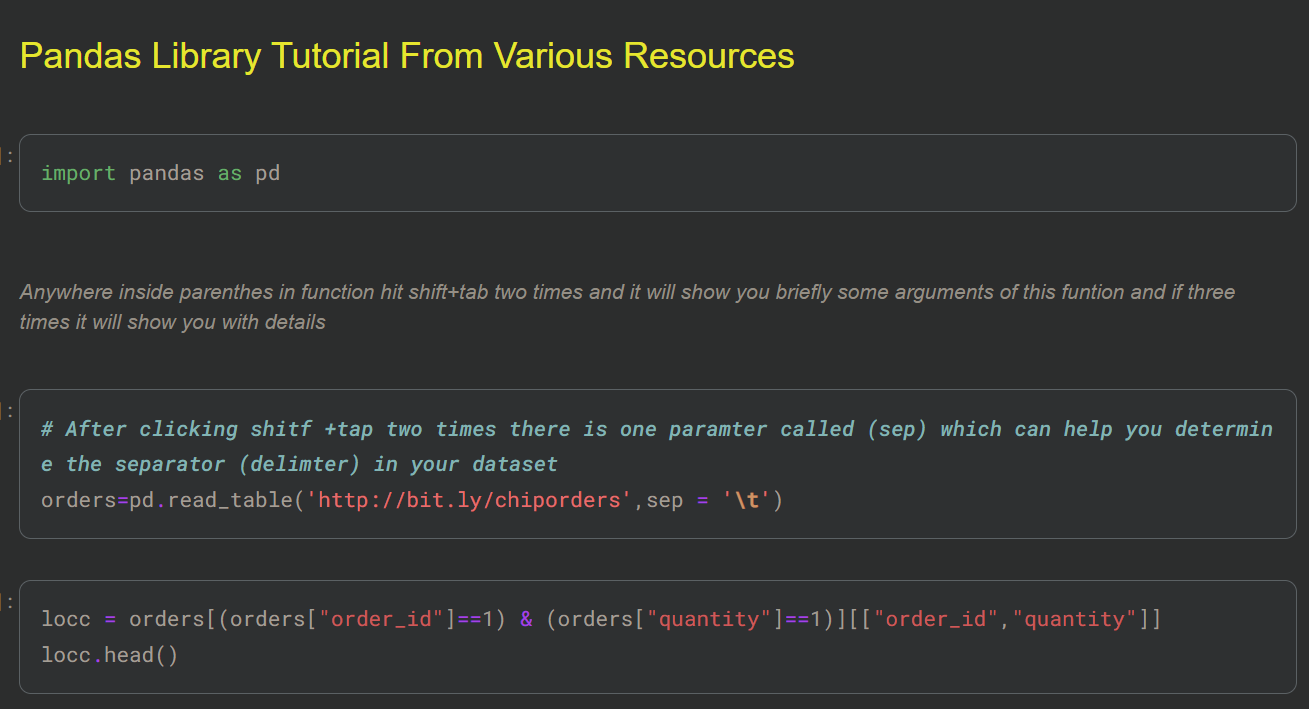 Pandas Library Tutorial From Various Resources
]:
import pandas as pd
Anywhere inside parenthes in function hit shift+tab two times and it will show you briefly some arguments of this funtion and if three
times it will show you with details
]:
# After clicking shitf +tap two times there is one paramter called (sep) which can help you determin
e the separator (delimter) in your dataset
orders=pd.read_table('http://bit.ly/chiporders',sep = '\t')
]:
locc = orders[(orders["order_id"]==1) & (orders["quantity"]==1)][["order_id","quantity"]]
locc.head()